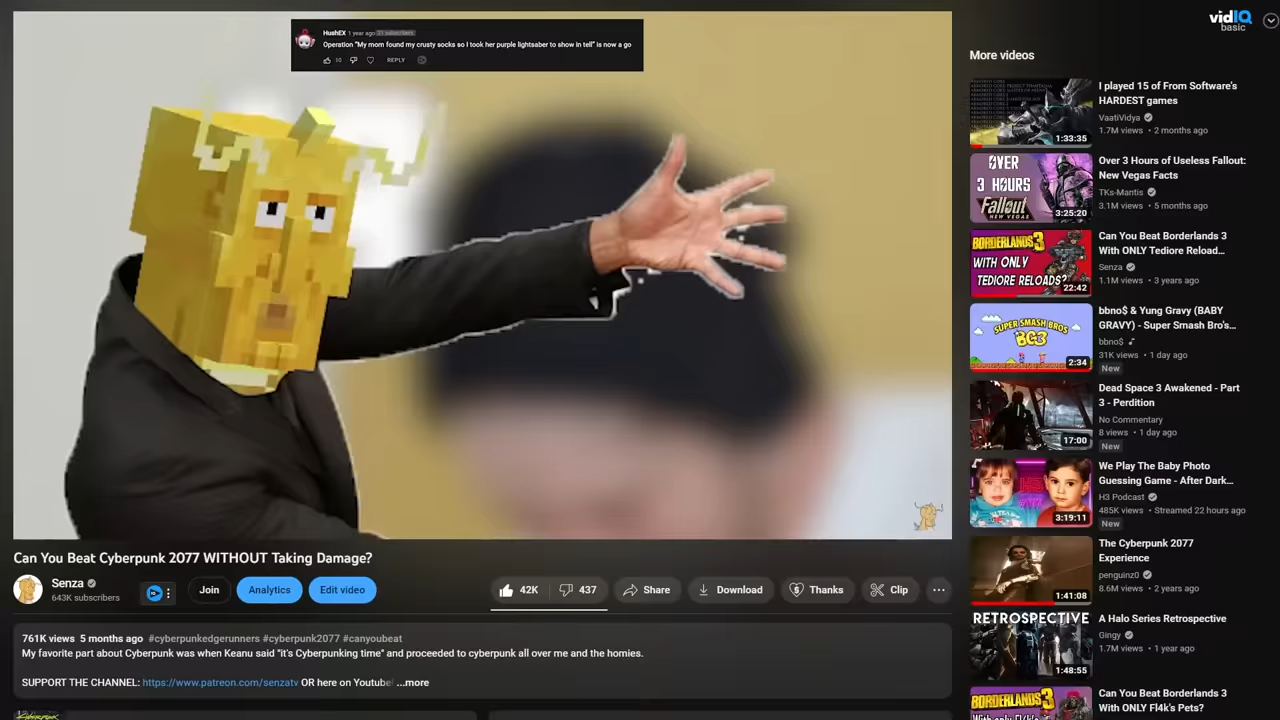 HushEX 1 year ago 21 subscribers
Operation "My mom found my crusty socks so I took her purple lightsaber to show in tell" is now a go
10 REPLY
Can You Beat Cyberpunk 2077 WITHOUT Taking Damage?
Senza
643K subscribers
Join
Analytics
Edit video
42K
437
Share
Download
Thanks
Clip
761K views 5 months ago #cyberpunkedgerunners #cyberpunk2077 #canyoubeat
My favorite part about Cyberpunk was when Keanu said "it's Cyberpunking time" and proceeded to cyberpunk all over me and the homies.
SUPPORT THE CHANNEL: https://www.patreon.com/senzatv OR here on Youtube! ...more
vidIQ
basic
More videos
1:33:35
I played 15 of From Software's
HARDEST games
VaatiVidya
1.7M views • 2 months ago
OVER
3 HOURS
Fallout
NEW VEGAS
3:25:20
Over 3 Hours of Useless Fallout:
New Vegas Facts
TKs-Mantis
3.1M views • 5 months ago
BORDERLANDS 3
WITH ONLY
TEDIORE RELOADS?
22:42
Can You Beat Borderlands 3
With ONLY Tediore Reload...
Senza
1.1M views • 3 years ago
SUPER SMASH BROS
BG3
2:34
bbno$ & Yung Gravy (BABY
GRAVY) - Super Smash Bro's...
bbno$
31K views • 1 day ago
New
17:00
Dead Space 3 Awakened - Part
3 - Perdition
No Commentary
8 views • 1 day ago
New
3:19:11
We Play The Baby Photo
Guessing Game - After Dark...
H3 Podcast
485K views • Streamed 22 hours ago
New
1:41:08
The Cyberpunk 2077
Experience
penguinz0
8.6M views • 2 years ago
RETROSPECTIVE
1:48:55
A Halo Series Retrospective
Gingy
1.7M views • 1 year ago
BORDERLANDS 3
Can You Beat Borderlands 3
With ONLY Fl4k's Pets?